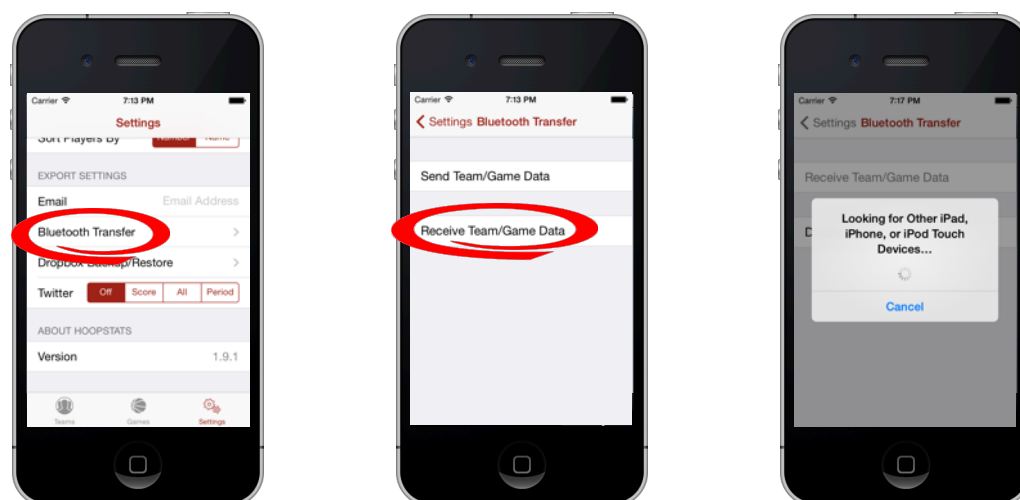 Carrier 7:13 PM
Settings
Sort Players By Number Name
EXPORT SETTINGS
Email Email Address
Bluetooth Transfer
Dropbox Backup/Restore
Twitter Off Score All Period
ABOUT HOOPSTATS
Version 1.9.1
Teams Games Settings
Carrier 7:13 PM
Settings Bluetooth Transfer
Send Team/Game Data
Receive Team/Game Data
Carrier 7:17 PM
Settings Bluetooth Transfer
Receive Team/Game Data
D
Looking for Other iPad,
iPhone, or iPod Touch
Devices...
Cancel